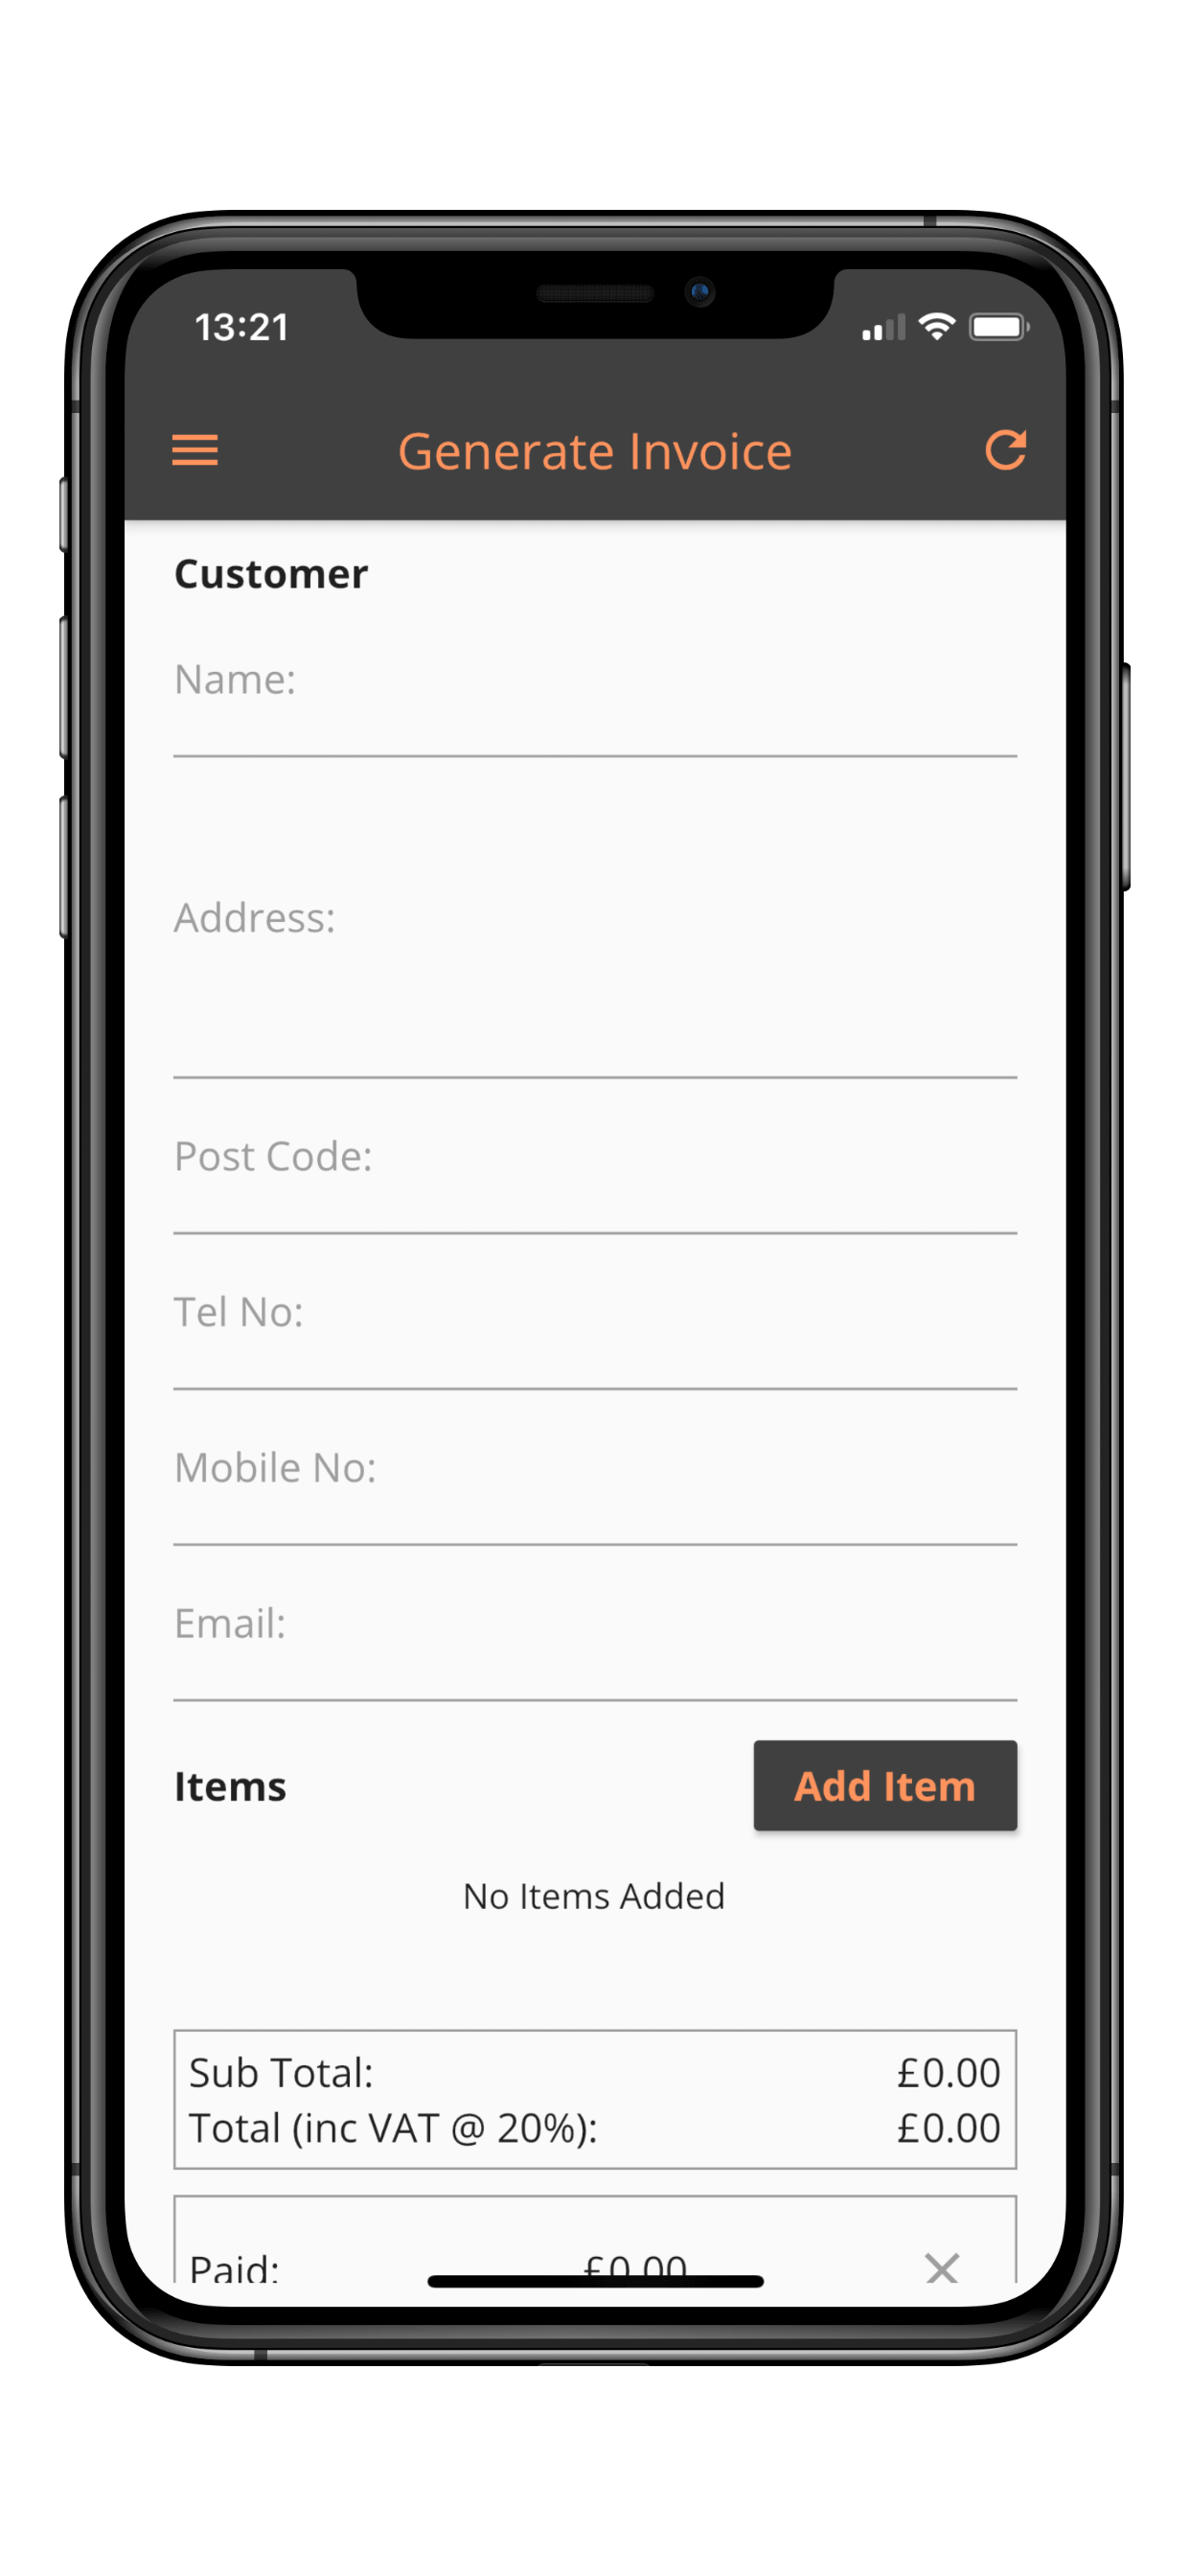 13:21
Generate Invoice
Customer
Name:
Address:
Post Code:
Tel No:
Mobile No:
Email:
Items Add Item
No Items Added
Sub Total: £0.00
Total (inc VAT @ 20%): £0.00
Paid: £0.00